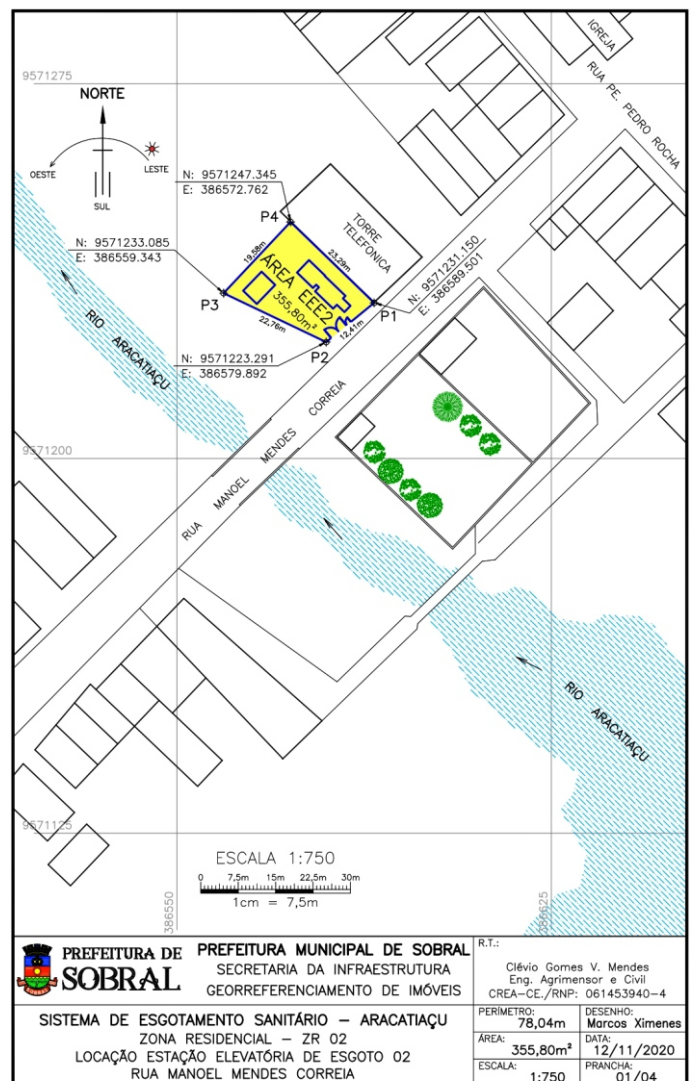 IGREJA
RUA PE. PEDRO ROCHA
9571275
NORTE
OESTE
LESTE
SUL
N: 9571247.345
E: 386572.762
P4
TORRE
TELEFONICA
N: 9571233.085
E: 386559.343
P3
19,58m
23,29m
ÁREA EEE2
355,80m²
N: 9571231.150
E: 386589.501
P1
22,76m
12,41m
P2
N: 9571223.291
E: 386579.892
RIO ARACATIAÇU
RUA MANOEL MENDES CORREIA
9571200
RIO ARACATIAÇU
9571125
386550
386625
ESCALA 1:750
0 7,5m 15m 22,5m 30m
1cm = 7,5m
PREFEITURA DE
SOBRAL
PREFEITURA MUNICIPAL DE SOBRAL
SECRETARIA DA INFRAESTRUTURA
GEORREFERENCIAMENTO DE IMÓVEIS
R.T.:
Clévio Gomes V. Mendes
Eng. Agrimensor e Civil
CREA-CE./RNP: 061453940-4
SISTEMA DE ESGOTAMENTO SANITÁRIO - ARACATIAÇU
ZONA RESIDENCIAL - ZR 02
LOCAÇÃO ESTAÇÃO ELEVATÓRIA DE ESGOTO 02
RUA MANOEL MENDES CORREIA
PERÍMETRO:
78,04m
DESENHO:
Marcos Ximenes
ÁREA:
355,80m²
DATA:
12/11/2020
ESCALA:
1:750
PRANCHA:
01/04